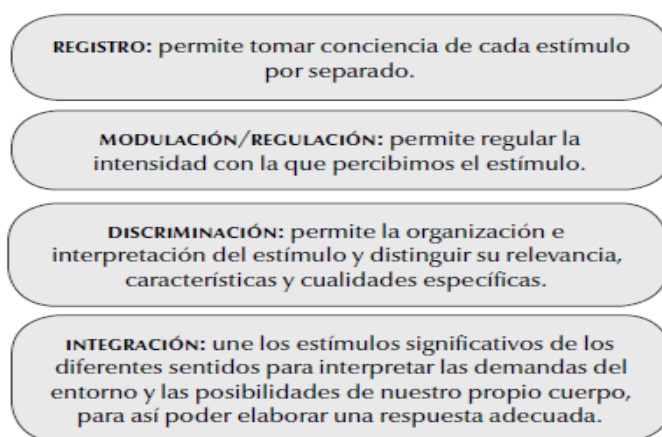 REGISTRO: permite tomar conciencia de cada estímulo
por separado.
MODULACIÓN/REGULACIÓN: permite regular la
intensidad con la que percibimos el estímulo.
DISCRIMINACIÓN: permite la organización e
interpretación del estímulo y distinguir su relevancia,
características y cualidades específicas.
INTEGRACIÓN: une los estímulos significativos de los
diferentes sentidos para interpretar las demandas del
entorno y las posibilidades de nuestro propio cuerpo,
para así poder elaborar una respuesta adecuada.